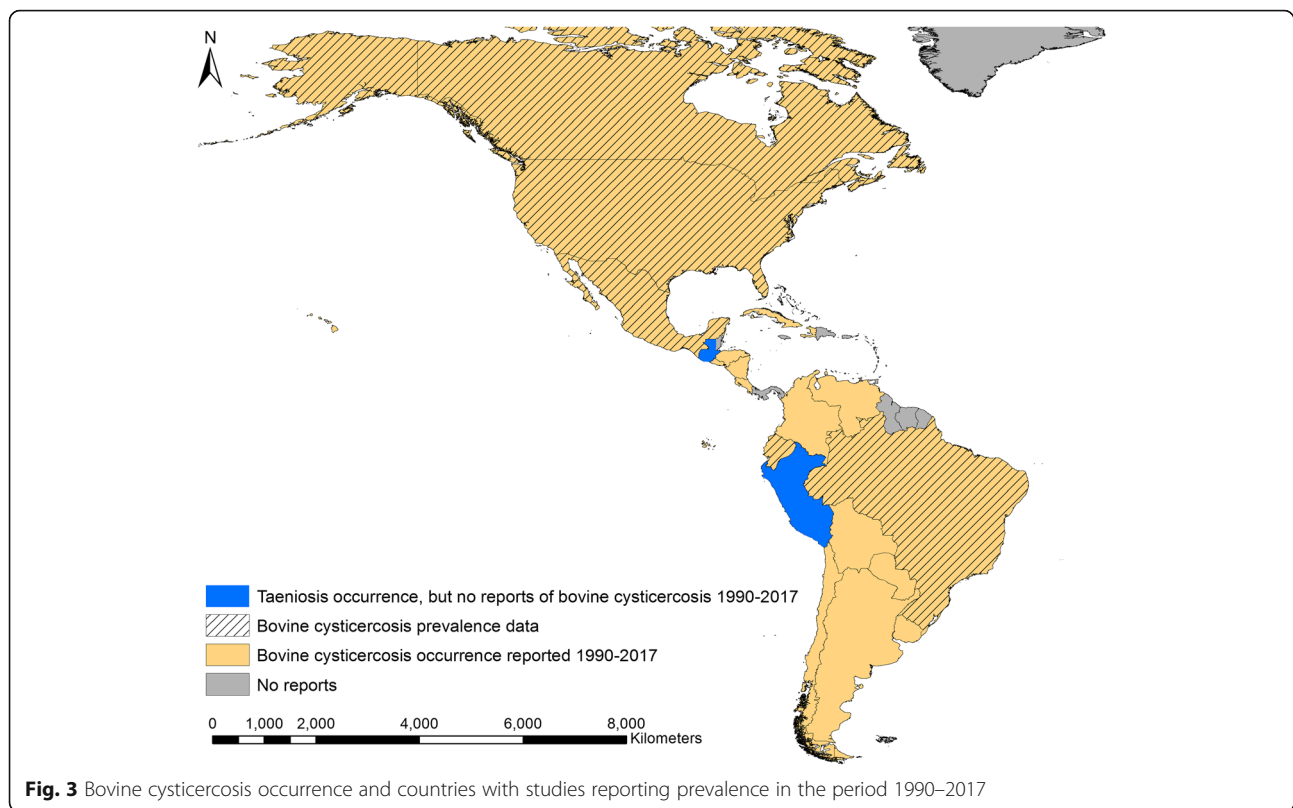 N
Taeniosis occurrence, but no reports of bovine cysticercosis 1990-2017
Bovine cysticercosis prevalence data
Bovine cysticercosis occurrence reported 1990-2017
No reports
0 1,000 2,000 4,000 6,000 8,000
Kilometers
Fig. 3 Bovine cysticercosis occurrence and countries with studies reporting prevalence in the period 1990–2017